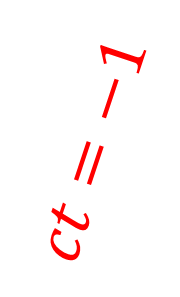 ct = −1